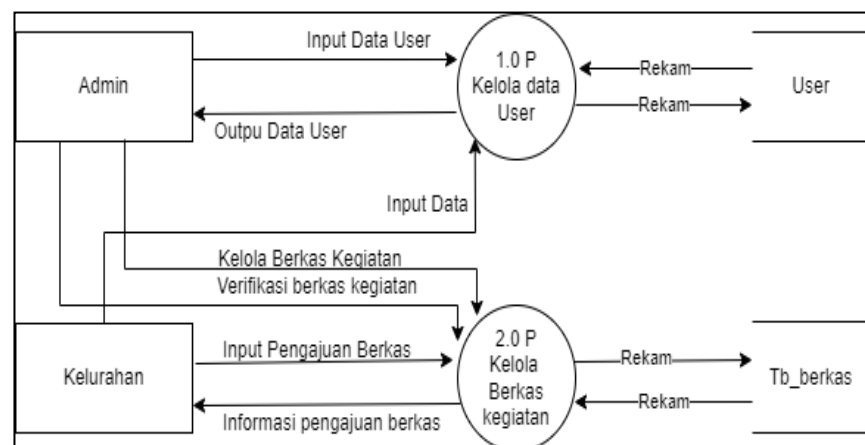 Input Data User
Admin
1.0 P
Kelola data
User
Rekam
User
Rekam
Outpu Data User
Input Data
Kelola Berkas Kegiatan
Verifikasi berkas kegiatan
Kelurahan
Input Pengajuan Berkas
2.0 P
Kelola
Berkas
kegiatan
Rekam
Tb_berkas
Rekam
Informasi pengajuan berkas